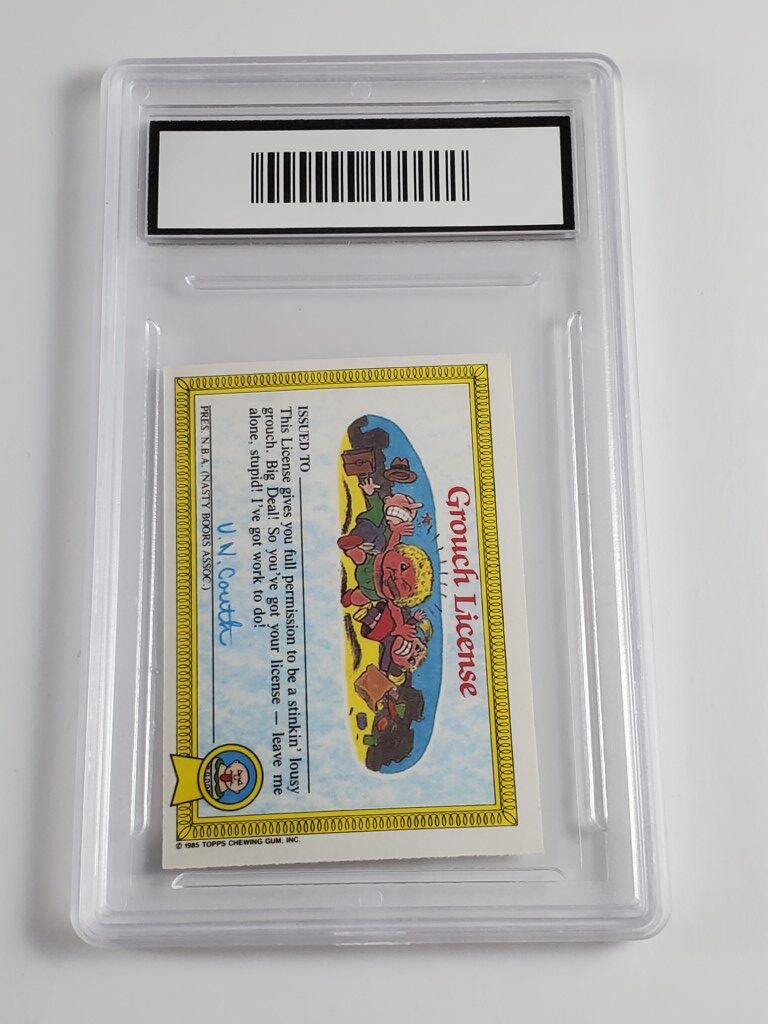 Grouch License
ISSUED TO
This License gives you full permission to be a stinkin' lousy
grouch. Big Deal! So you've got your license — leave me
alone, stupid! I've got work to do!
U. N. Couth
PRES. N.B.A. (NASTY BOORS ASSOC.)
© 1985 TOPPS CHEWING GUM, INC.